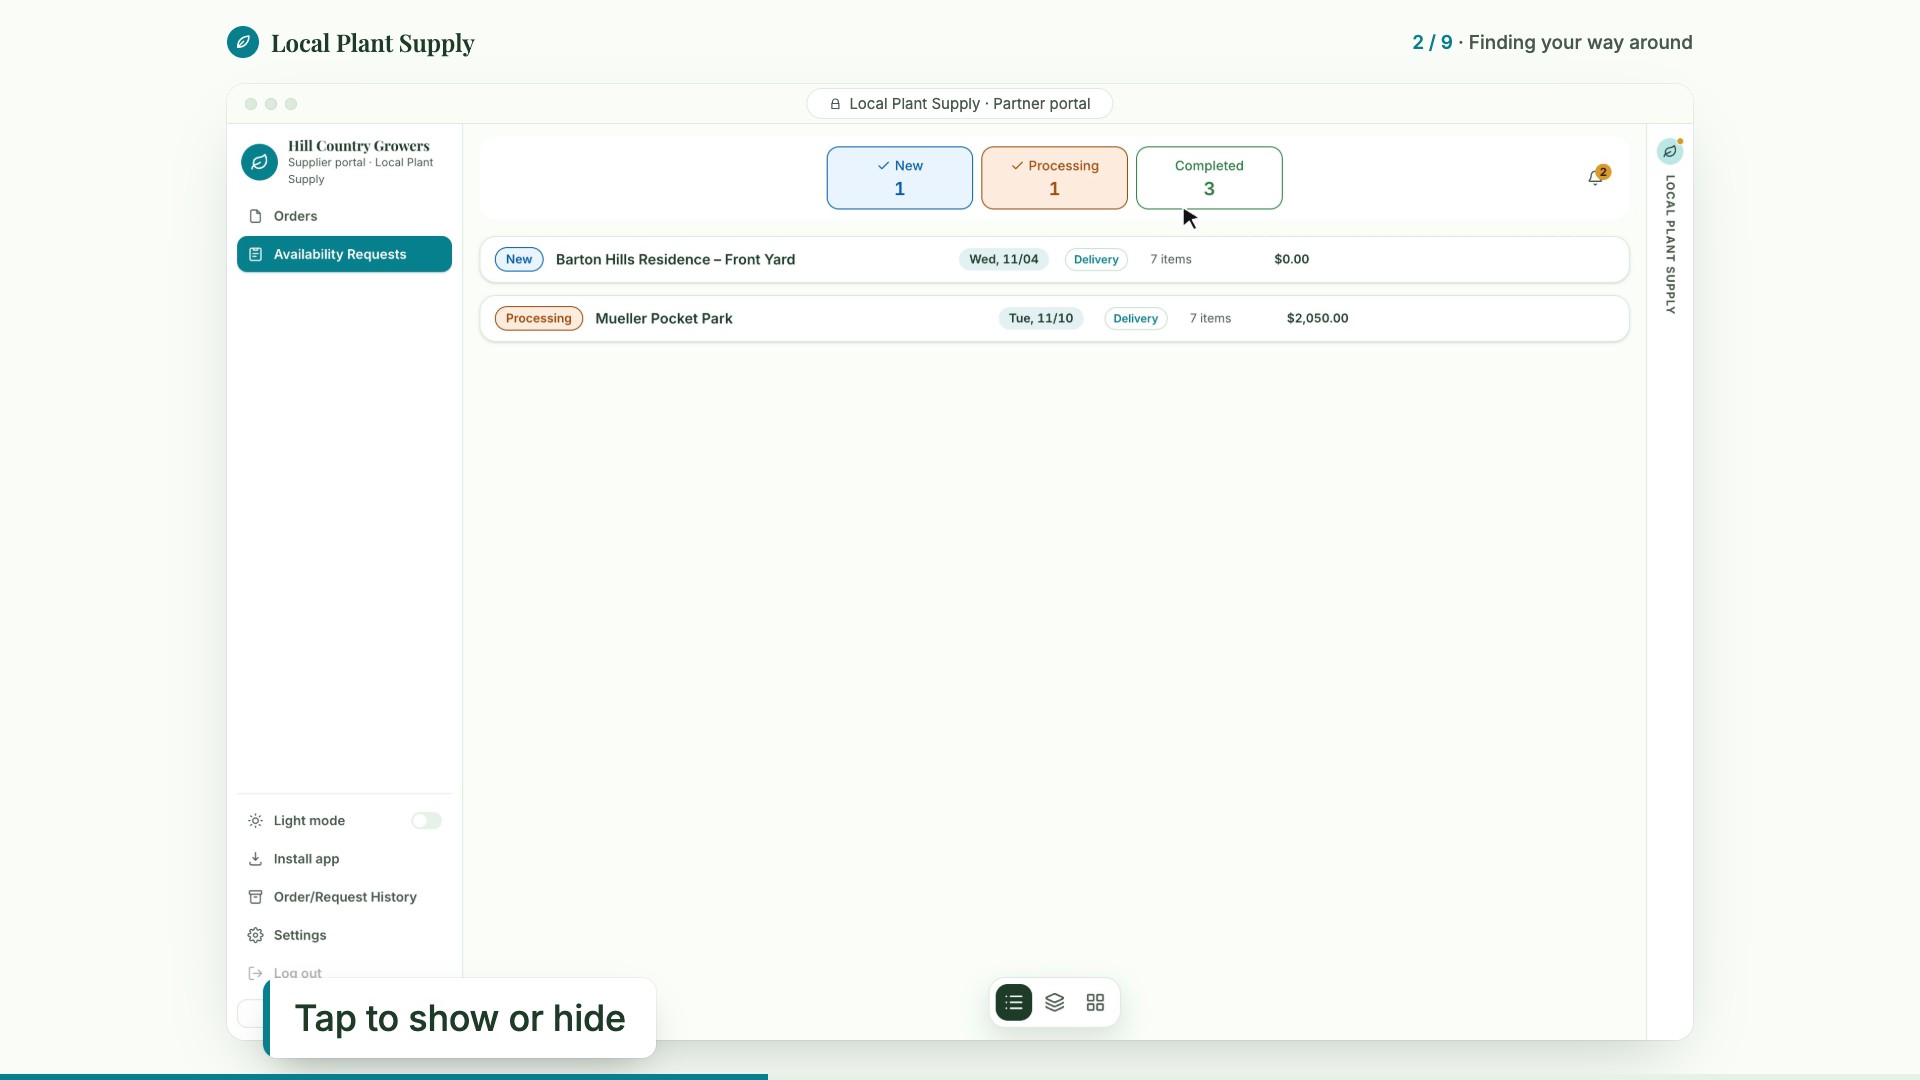 Local Plant Supply
2 / 9 · Finding your way around
Local Plant Supply · Partner portal
Hill Country Growers
Supplier portal · Local Plant
Supply
Orders
Availability Requests
New
1
Processing
1
Completed
3
2
LOCAL PLANT SUPPLY
New Barton Hills Residence – Front Yard Wed, 11/04 Delivery 7 items $0.00
Processing Mueller Pocket Park Tue, 11/10 Delivery 7 items $2,050.00
Light mode
Install app
Order/Request History
Settings
Log out
Tap to show or hide